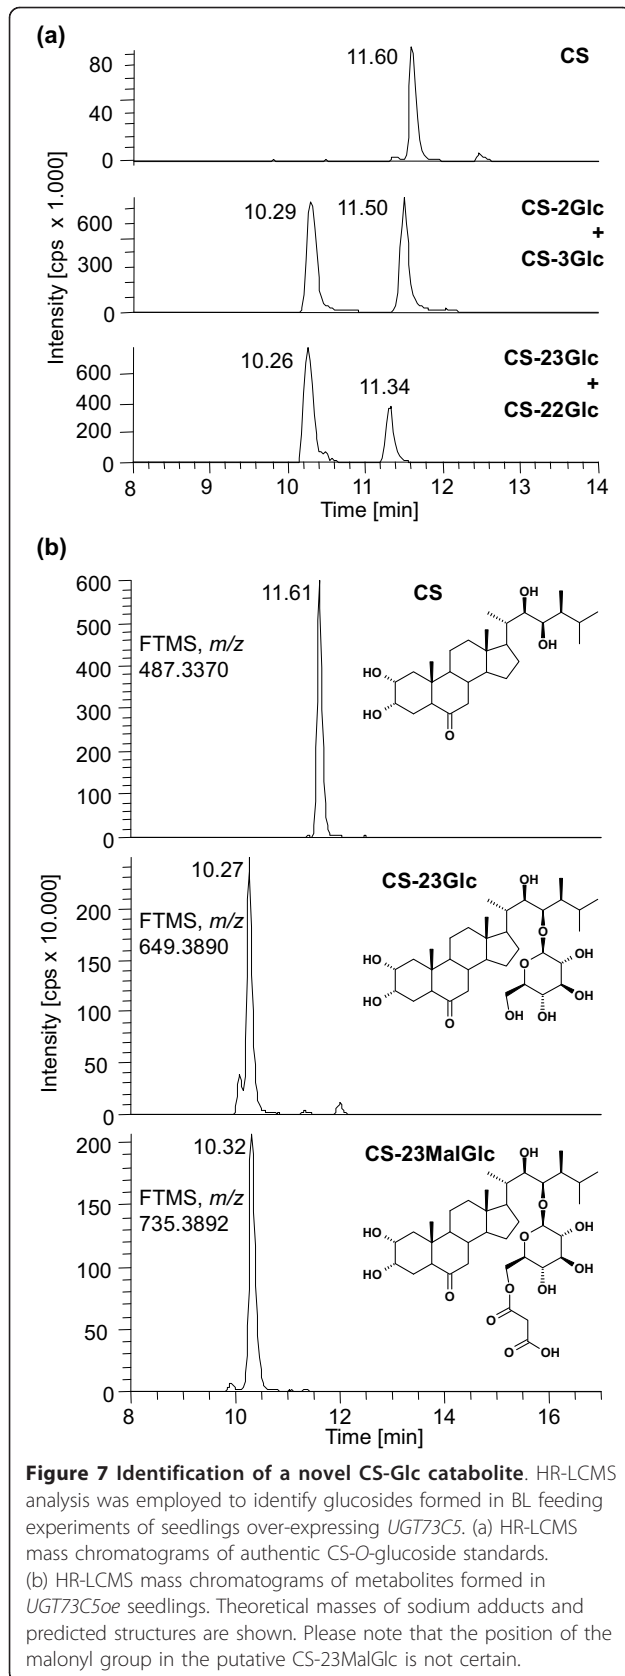 (a)
CS
11.60
80
40
0
CS-2Glc
+
CS-3Glc
10.29
11.50
600
300
0
CS-23Glc
+
CS-22Glc
10.26
11.34
600
400
200
0
Intensity [cps x 1.000]
8 9 10 11 12 13 14
Time [min]
(b)
600
500
400
300
200
100
0
11.61
CS
FTMS, m/z
487.3370
OH
OH
HO
HO
O
10.27
CS-23Glc
200
150
100
50
0
FTMS, m/z
649.3890
OH
O
HO
HO
O
O
OH
OH
OH
OH
10.32
CS-23MalGlc
200
150
100
50
0
FTMS, m/z
735.3892
OH
O
HO
HO
O
O
OH
OH
OH
O
O
O
OH
Intensity [cps x 10.000]
8 10 12 14 16
Time [min]
Figure 7 Identification of a novel CS-Glc catabolite. HR-LCMS
analysis was employed to identify glucosides formed in BL feeding
experiments of seedlings over-expressing UGT73C5. (a) HR-LCMS
mass chromatograms of authentic CS-O-glucoside standards.
(b) HR-LCMS mass chromatograms of metabolites formed in
UGT73C5oe seedlings. Theoretical masses of sodium adducts and
predicted structures are shown. Please note that the position of the
malonyl group in the putative CS-23MalGlc is not certain.